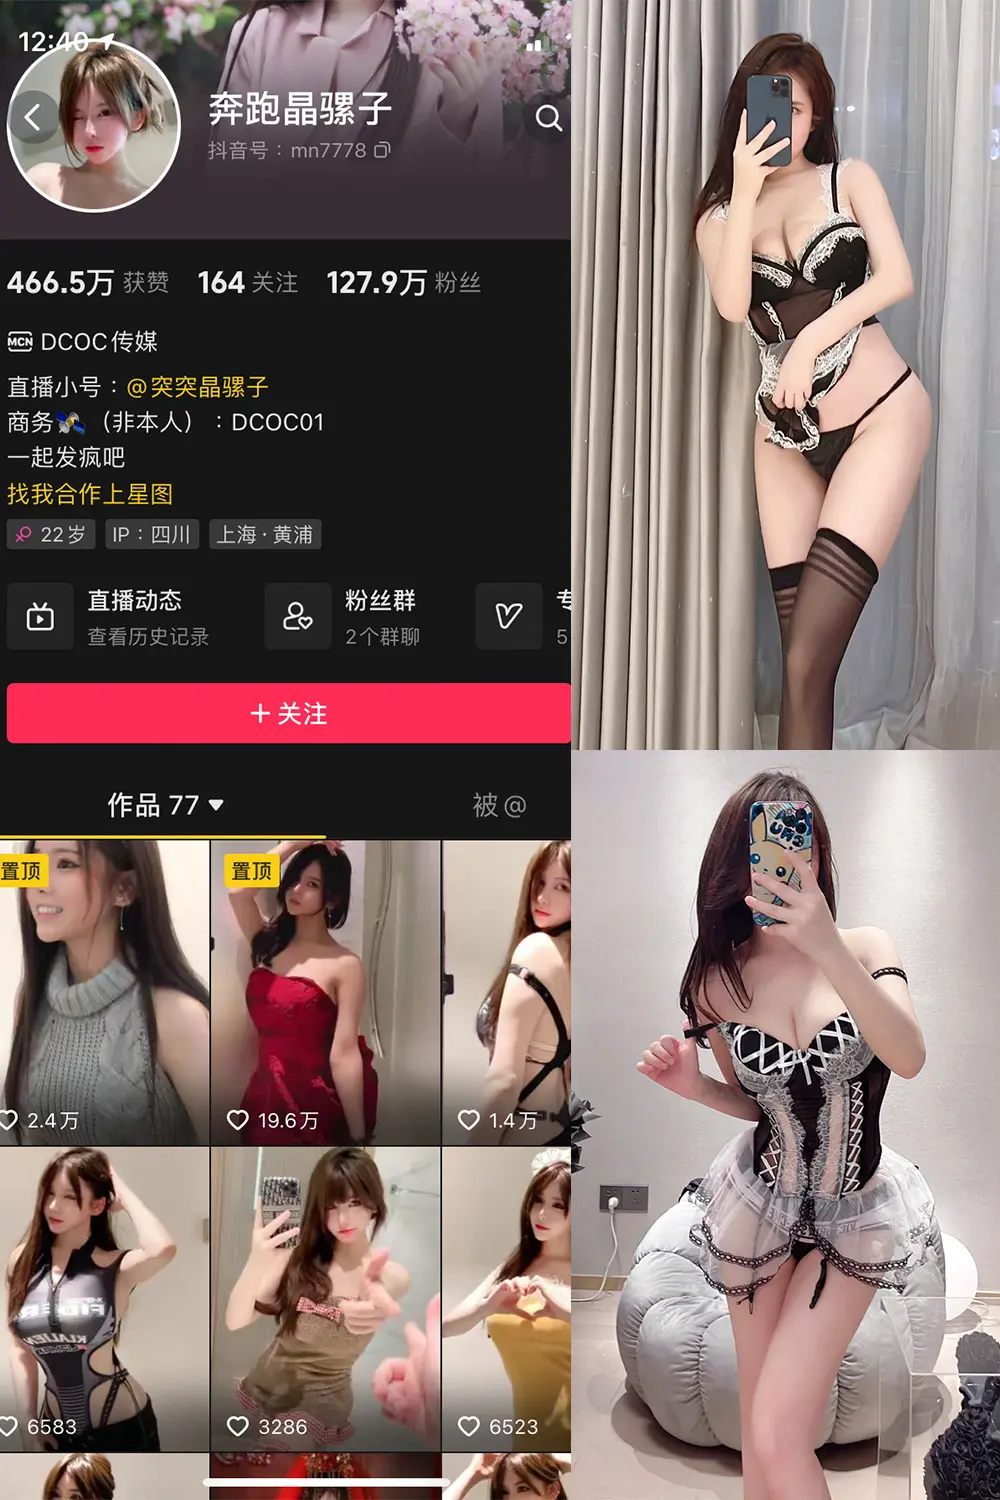 12:40
奔跑晶骡子
抖音号：mn7778
466.5万 获赞 164 关注 127.9万 粉丝
MCN DCOC传媒
直播小号：@突突晶骡子
商务🛰️（非本人）：DCOC01
一起发疯吧
找我合作上星图
22岁 IP：四川 上海·黄浦
直播动态 粉丝群 专
查看历史记录 2个群聊 5
+ 关注
作品 77 被@
置顶 置顶
2.4万 19.6万 1.4万
6583 3286 6523